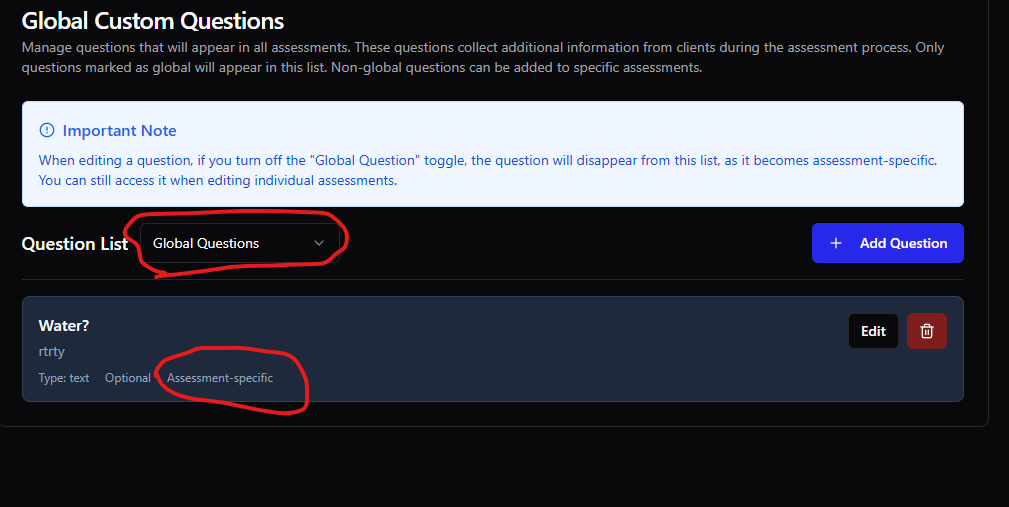 Global Custom Questions
Manage questions that will appear in all assessments. These questions collect additional information from clients during the assessment process. Only
questions marked as global will appear in this list. Non-global questions can be added to specific assessments.
Important Note
When editing a question, if you turn off the "Global Question" toggle, the question will disappear from this list, as it becomes assessment-specific.
You can still access it when editing individual assessments.
Question List Global Questions + Add Question
Water? Edit
rtrty
Type: text Optional Assessment-specific